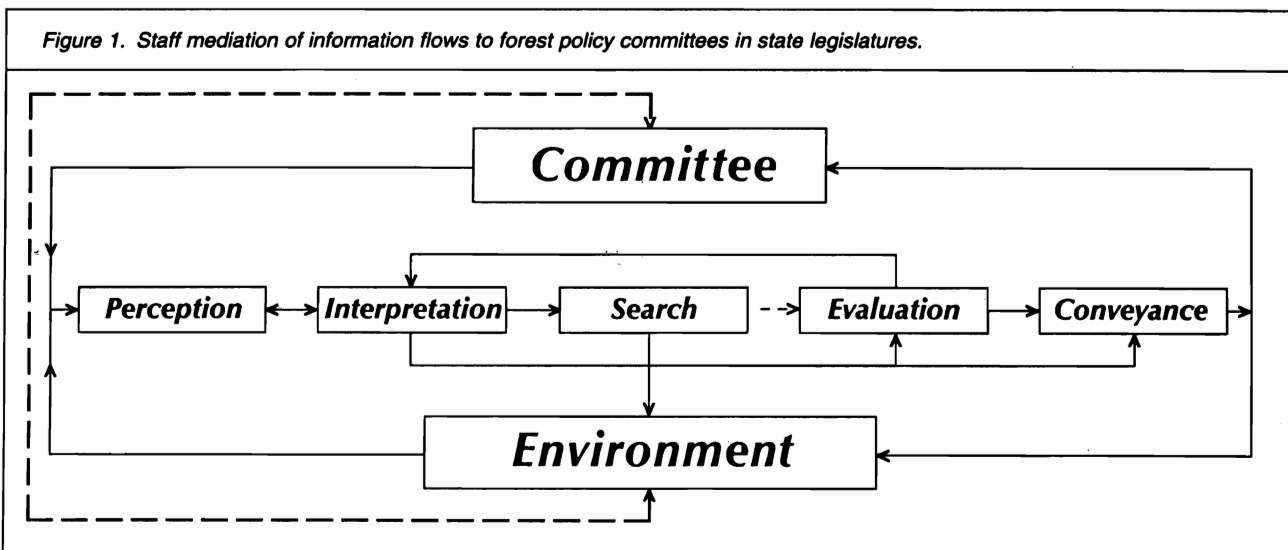 Figure 1. Staff mediation of information flows to forest policy committees in state legislatures.
Committee
Perception
Interpretation
Search
Evaluation
Conveyance
Environment